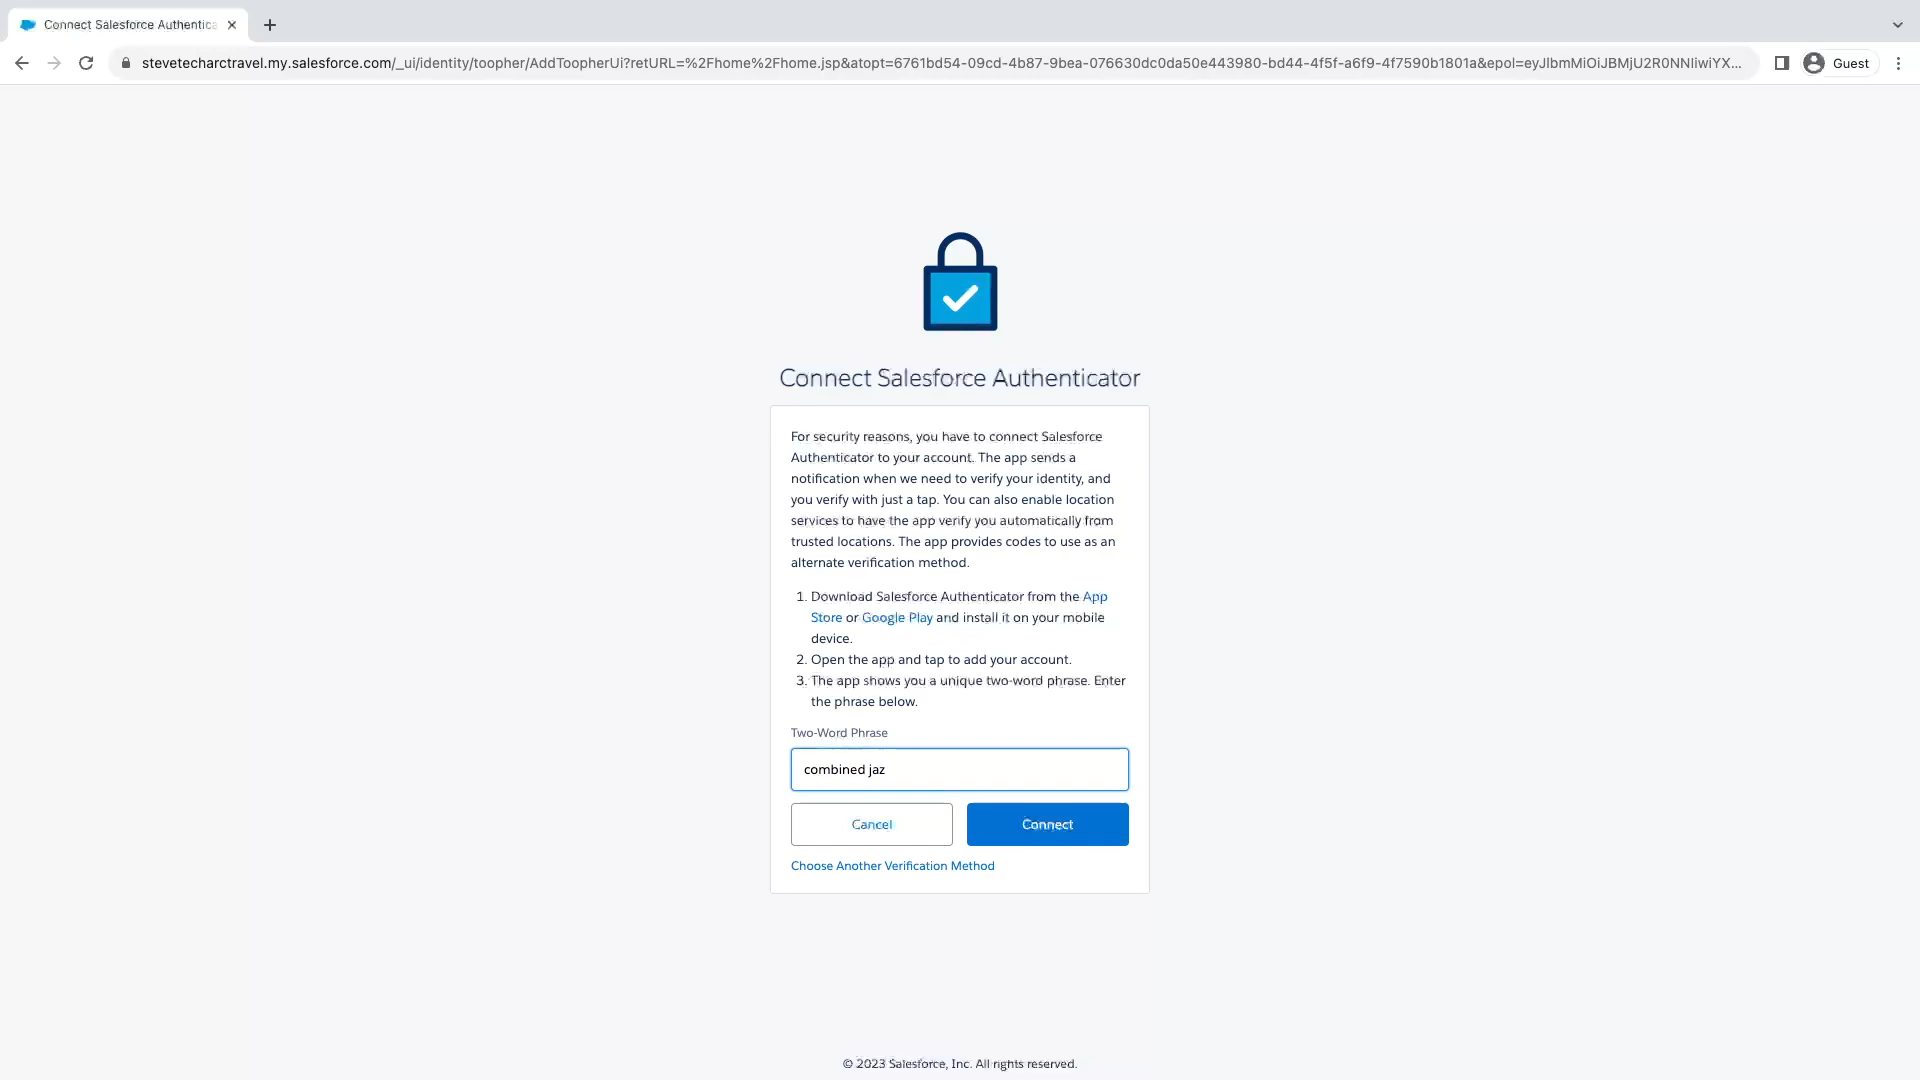 Connect Salesforce Authentica
stevetecharctravel.my.salesforce.com/_ui/identity/toopher/AddToopherUi?retURL=%2Fhome%2Fhome.jsp&atopt=6761bd54-09cd-4b87-9bea-076630dc0da50e443980-bd44-4f5f-a6f9-4f7590b1801a&epol=eyJlbmMiOiJBMjU2R0NNIiwiYX...
Guest
Connect Salesforce Authenticator
For security reasons, you have to connect Salesforce
Authenticator to your account. The app sends a
notification when we need to verify your identity, and
you verify with just a tap. You can also enable location
services to have the app verify you automatically from
trusted locations. The app provides codes to use as an
alternate verification method.
1. Download Salesforce Authenticator from the App
Store or Google Play and install it on your mobile
device.
2. Open the app and tap to add your account.
3. The app shows you a unique two-word phrase. Enter
the phrase below.
Two-Word Phrase
combined jaz
Cancel Connect
Choose Another Verification Method
© 2023 Salesforce, Inc. All rights reserved.